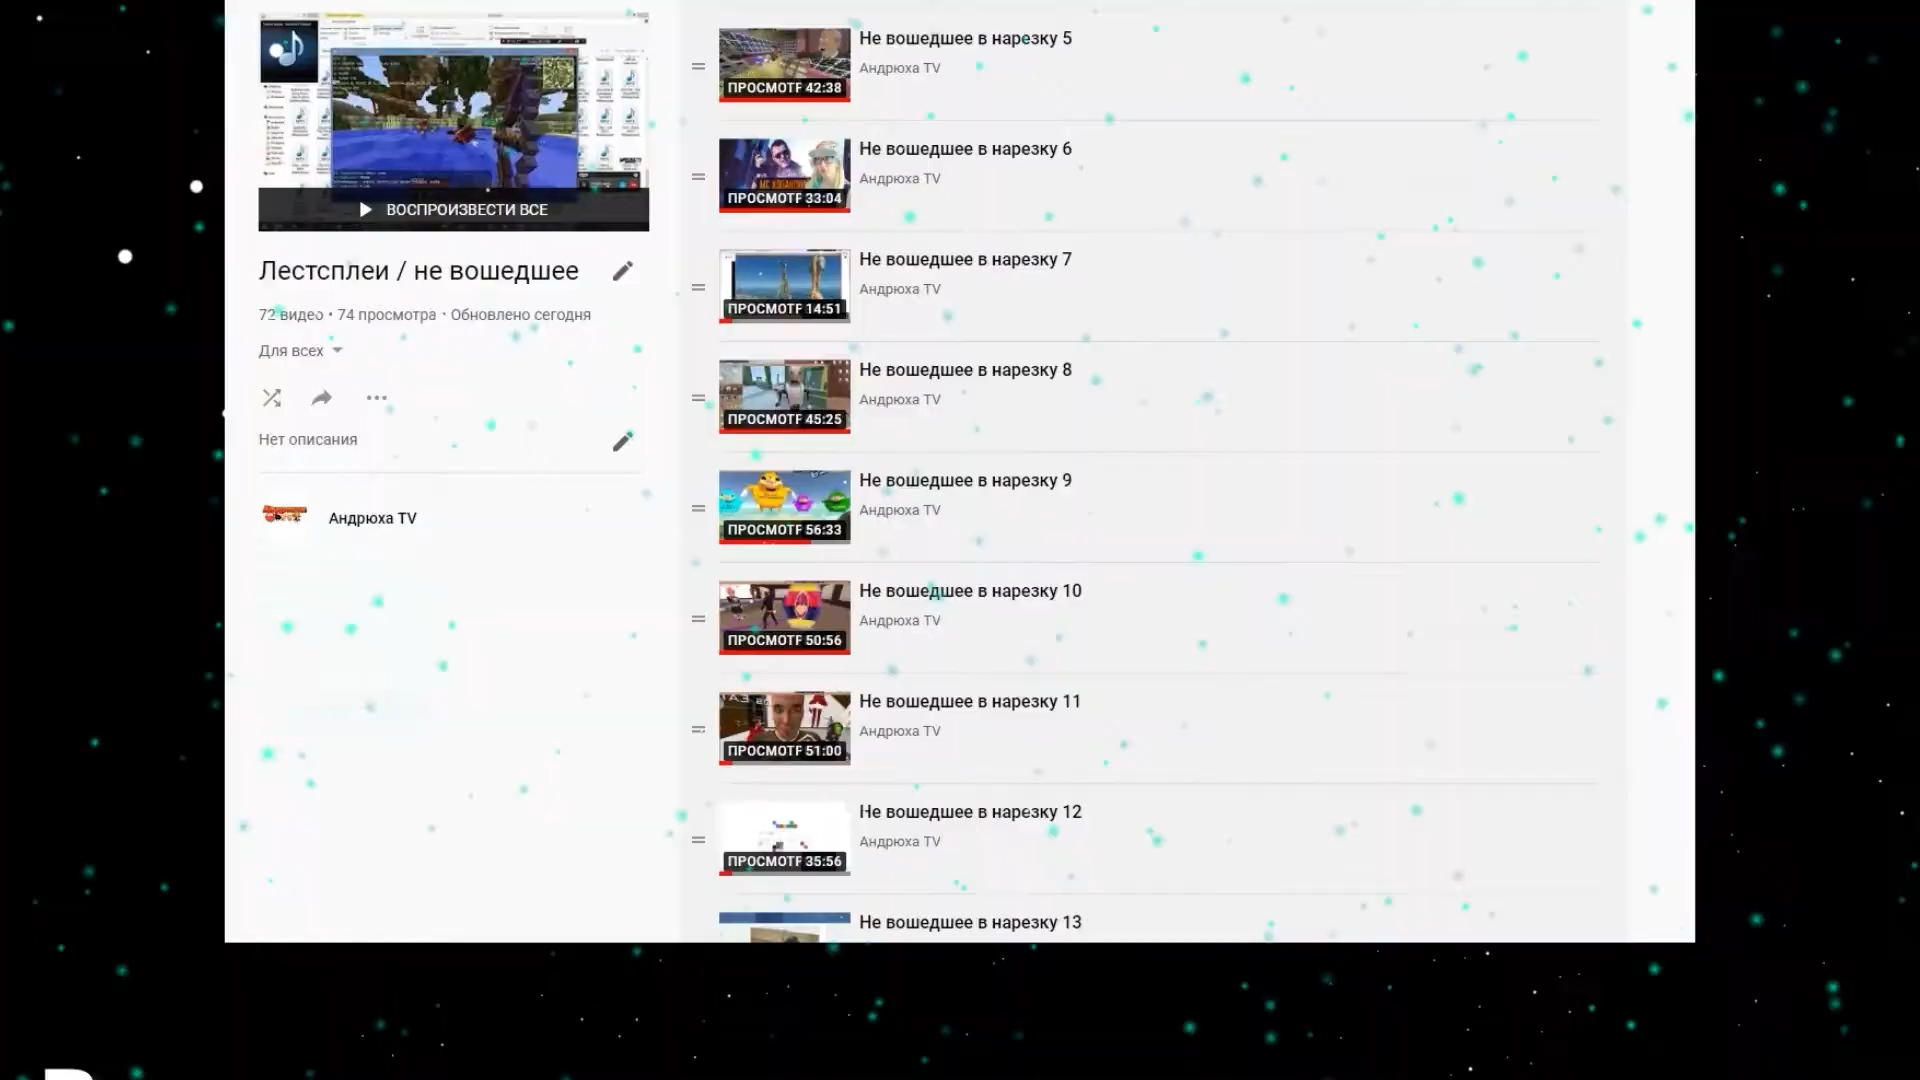 ВОСПРОИЗВЕСТИ ВСЕ
Лестсплеи / не вошедшее
72 видео • 74 просмотра • Обновлено сегодня
Для всех
Нет описания
Андрюха TV
Не вошедшее в нарезку 5
Андрюха TV
ПРОСМОТР 42:38
Не вошедшее в нарезку 6
Андрюха TV
ПРОСМОТР 33:04
Не вошедшее в нарезку 7
Андрюха TV
ПРОСМОТР 14:51
Не вошедшее в нарезку 8
Андрюха TV
ПРОСМОТР 45:25
Не вошедшее в нарезку 9
Андрюха TV
ПРОСМОТР 56:33
Не вошедшее в нарезку 10
Андрюха TV
ПРОСМОТР 50:56
Не вошедшее в нарезку 11
Андрюха TV
ПРОСМОТР 51:00
Не вошедшее в нарезку 12
Андрюха TV
ПРОСМОТР 35:56
Не вошедшее в нарезку 13